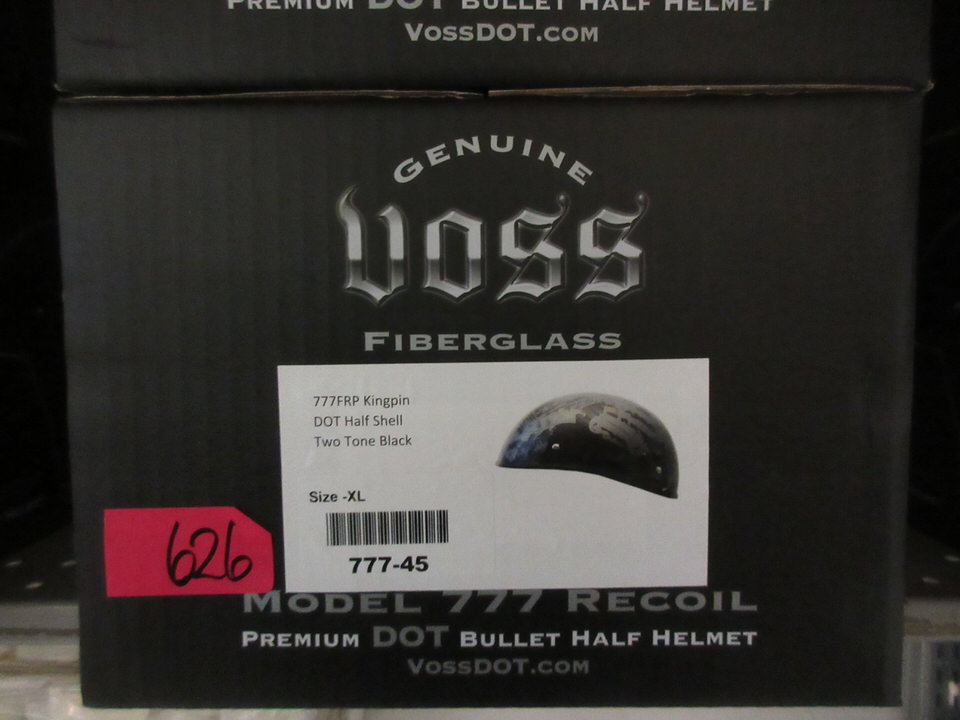 PREMIUM DOT BULLET HALF HELMET
VOSSDOT.COM
GENUINE
VOSS
FIBERGLASS
777FRP Kingpin
DOT Half Shell
Two Tone Black
Size -XL
777-45
626
MODEL 777 RECOIL
PREMIUM DOT BULLET HALF HELMET
VOSSDOT.COM